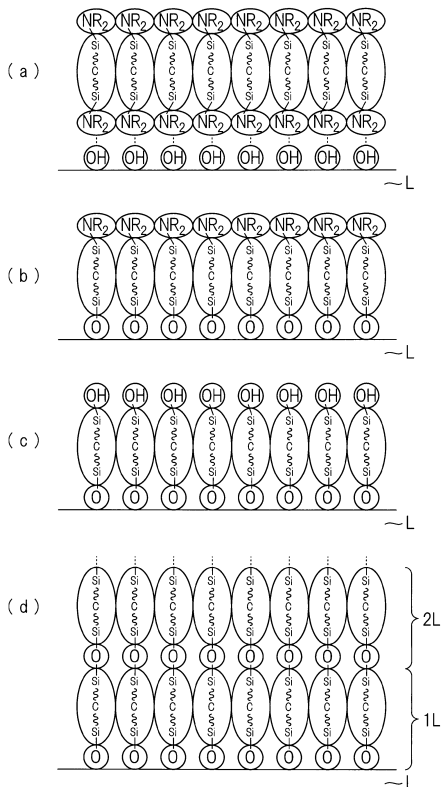 NR2 NR2 NR2 NR2 NR2 NR2 NR2 NR2
Si Si Si Si Si Si Si Si
(a) C C C C C C C C
Si Si Si Si Si Si Si Si
NR2 NR2 NR2 NR2 NR2 NR2 NR2 NR2
OH OH OH OH OH OH OH OH
~L
NR2 NR2 NR2 NR2 NR2 NR2 NR2 NR2
Si Si Si Si Si Si Si Si
(b) C C C C C C C C
Si Si Si Si Si Si Si Si
O O O O O O O O
~L
OH OH OH OH OH OH OH OH
Si Si Si Si Si Si Si Si
(c) C C C C C C C C
Si Si Si Si Si Si Si Si
O O O O O O O O
~L
Si Si Si Si Si Si Si Si
(d) C C C C C C C C
2L
Si Si Si Si Si Si Si Si
O O O O O O O O
Si Si Si Si Si Si Si Si
C C C C C C C C
1L
Si Si Si Si Si Si Si Si
O O O O O O O O
~L